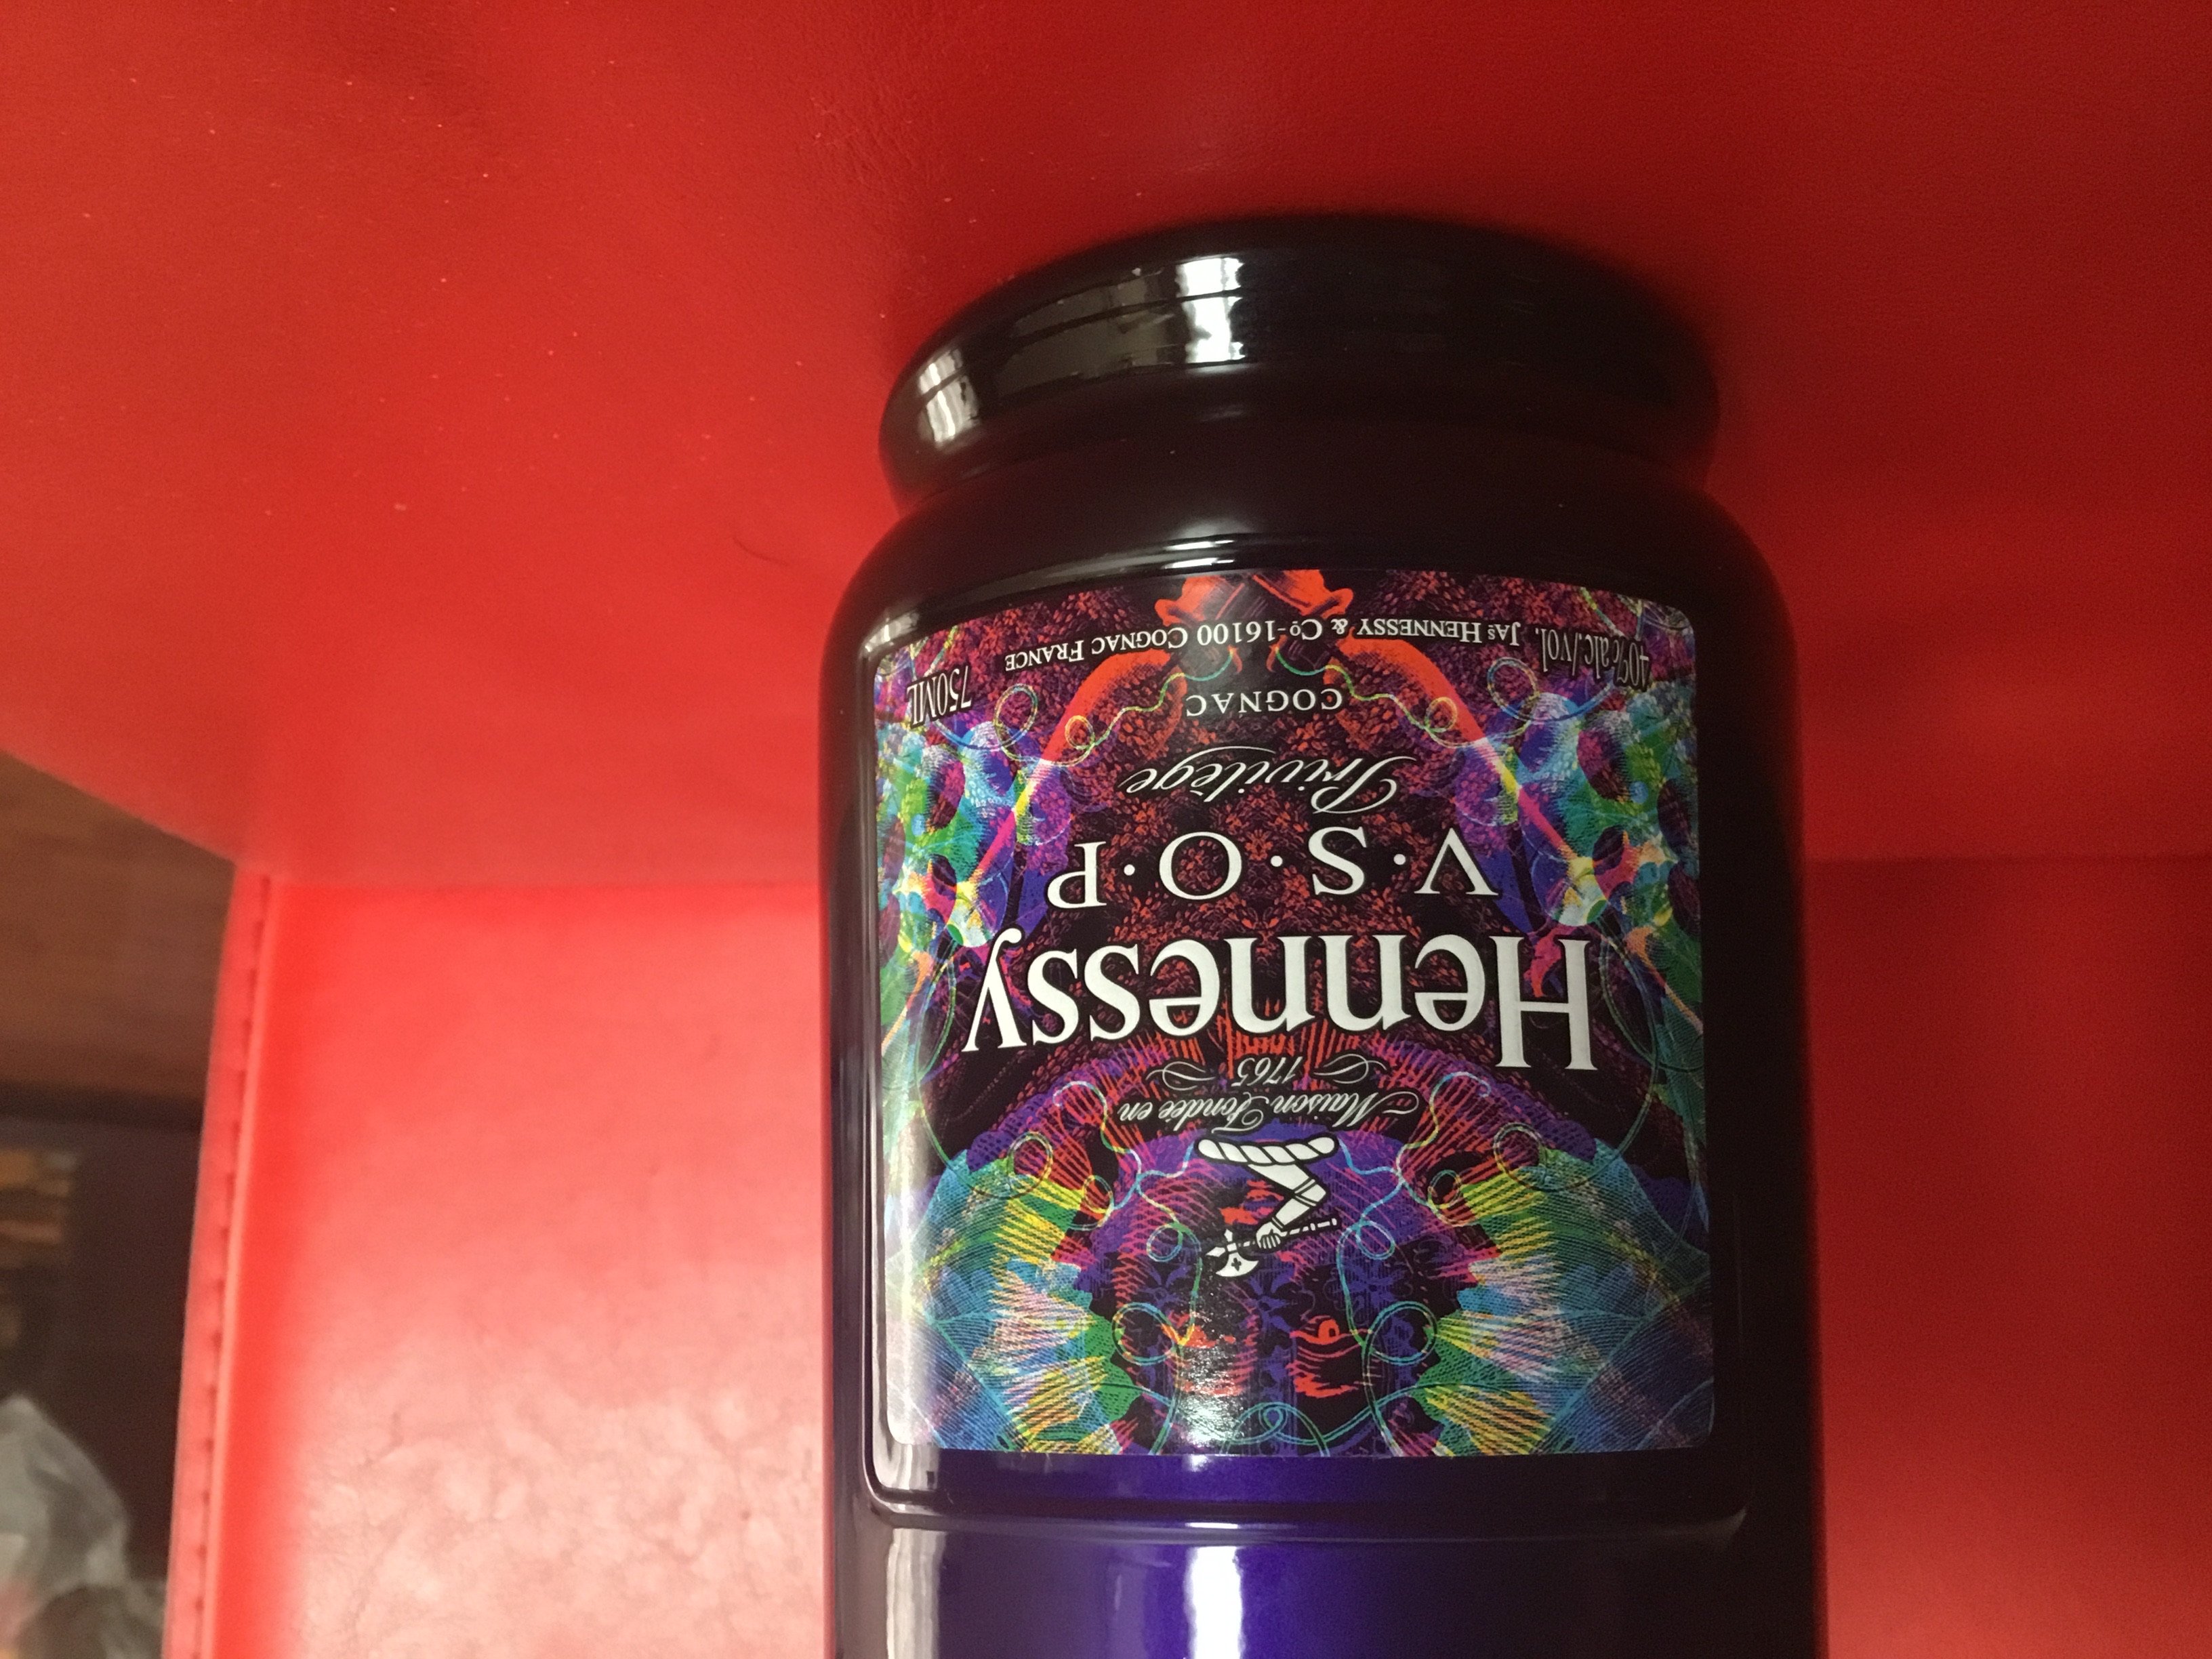 Maison Fondée en
1765
Hennessy
V·S·O·P
Privilège
COGNAC
40%alc./vol. JAs HENNESSY & Co-16100 COGNAC FRANCE 750ML